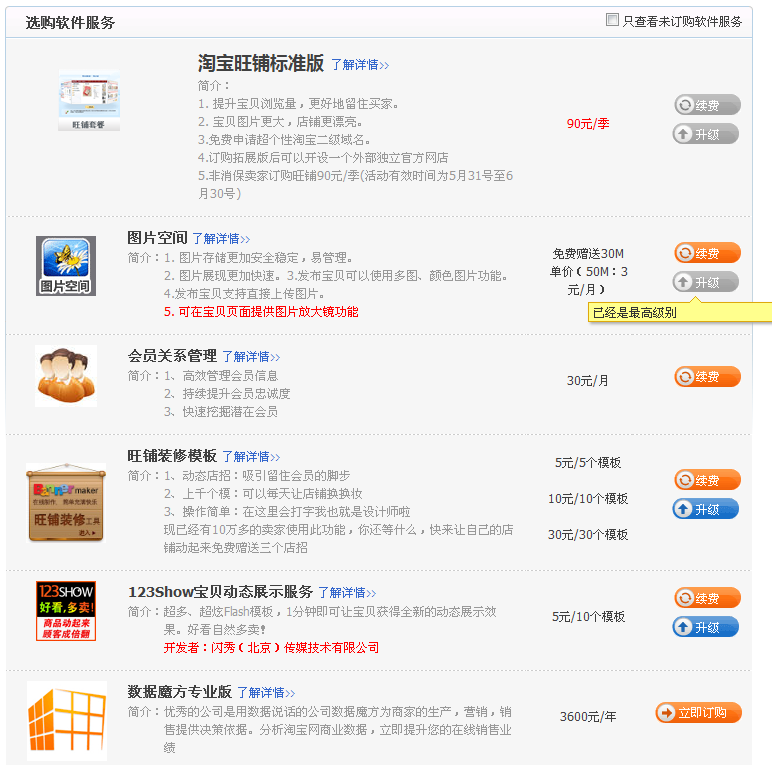 选购软件服务
只查看未订购软件服务
淘宝旺铺标准版 了解详情>>
简介：
1. 提升宝贝浏览量，更好地留住买家。
2. 宝贝图片更大，店铺更漂亮。
3.免费申请超个性淘宝二级域名。
4.订购拓展版后可以开设一个外部独立官方网店
5.非消保卖家订购旺铺90元/季(活动有效时间为5月31号至6
月30号)
旺铺套餐
90元/季
续费
升级
图片空间 了解详情>>
简介：1. 图片存储更加安全稳定，易管理。
2. 图片展现更加快速。3.发布宝贝可以使用多图、颜色图片功能。
4.发布宝贝支持直接上传图片。
5. 可在宝贝页面提供图片放大镜功能
图片空间
免费赠送30M
单价（50M：3
元/月）
续费
升级
已经是最高级别
会员关系管理 了解详情>>
简介：1、高效管理会员信息
2、持续提升会员忠诚度
3、快速挖掘潜在会员
30元/月
续费
旺铺装修模板 了解详情>>
简介：1、动态店招：吸引留住会员的脚步
2、上千个模：可以每天让店铺换换妆
3、操作简单：在这里会打字我也就是设计师啦
现已经有10万多的卖家使用此功能，你还等什么，快来让自己的店
铺动起来免费赠送三个店招
Banner maker
在线制作，简单充满快乐
旺铺装修工具
进入
5元/5个模板
10元/10个模板
30元/30个模板
续费
升级
123Show宝贝动态展示服务 了解详情>>
简介：超多、超炫Flash模板，1分钟即可让宝贝获得全新的动态展示效
果。好看自然多卖！
开发者：闪秀（北京）传媒技术有限公司
123SHOW
好看,多卖!
商品动起来
顾客成倍翻
5元/10个模板
续费
升级
数据魔方专业版 了解详情>>
简介：优秀的公司是用数据说话的公司数据魔方为商家的生产，营销，销
售提供决策依据。分析淘宝网商业数据，立即提升您的在线销售业
绩
3600元/年
立即订购